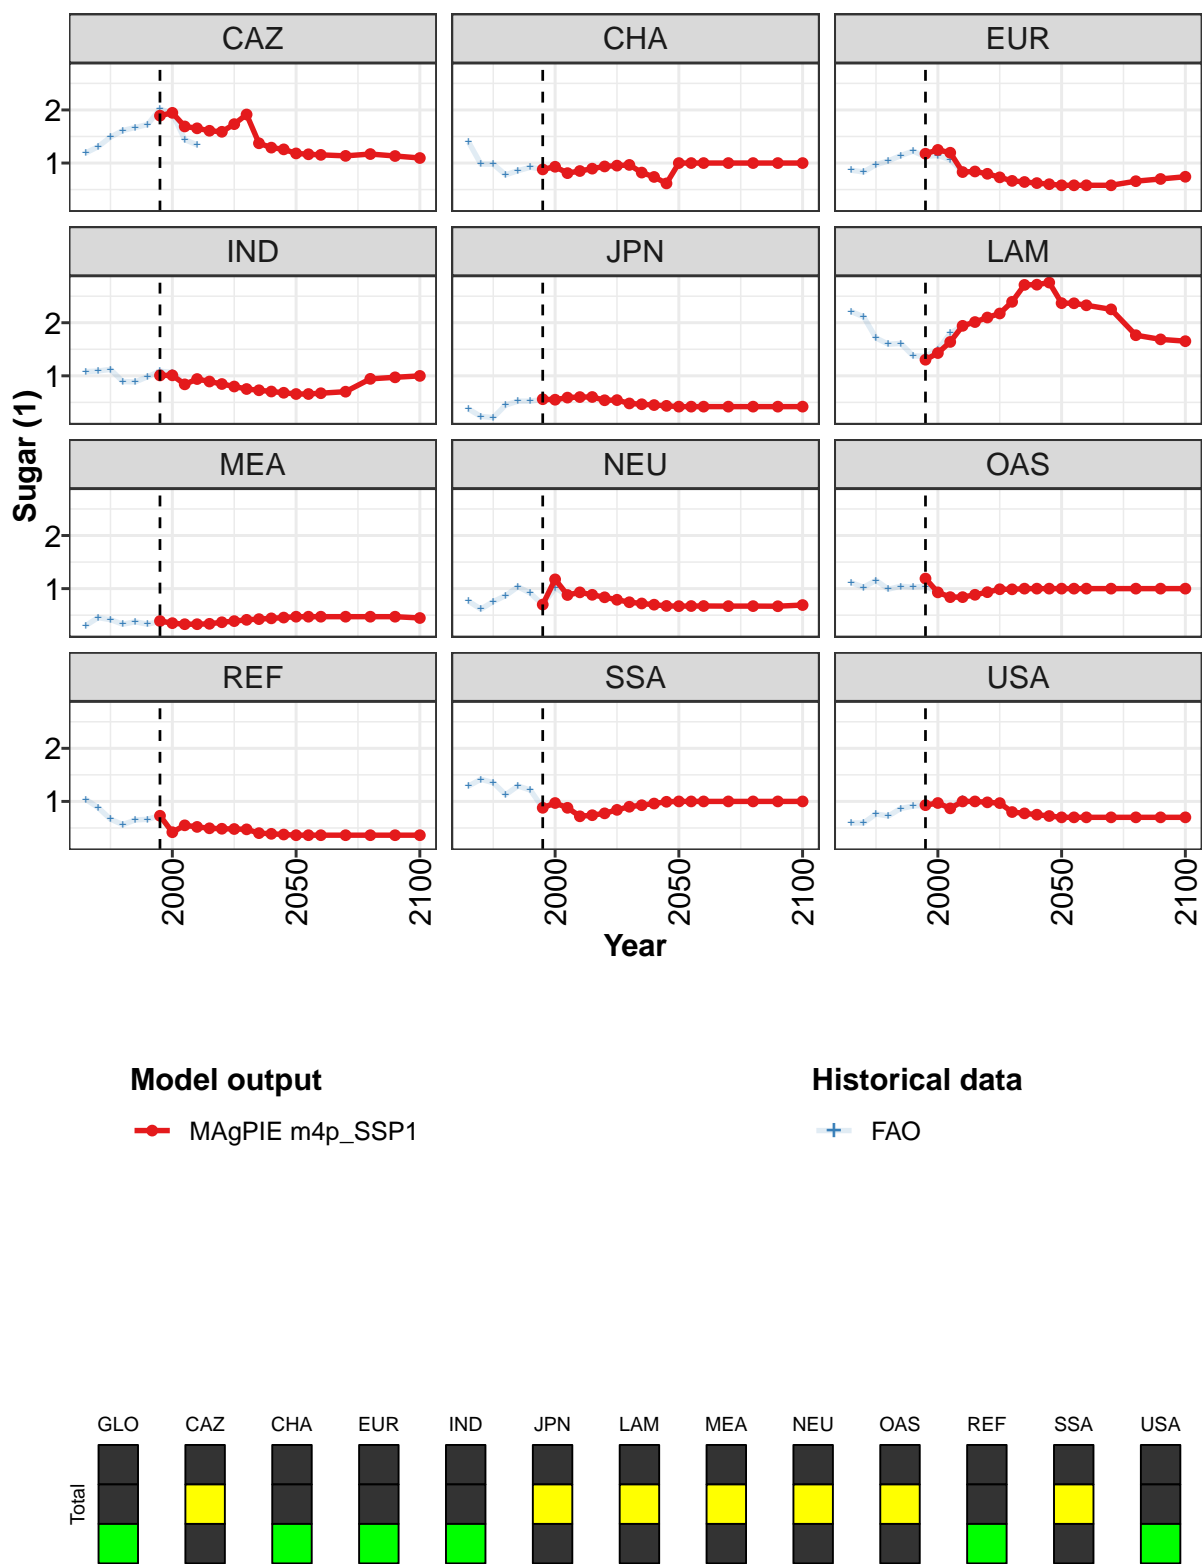 CAZ CHA EUR
2
1
IND JPN LAM
2
1
Sugar (1)
MEA NEU OAS
2
1
REF SSA USA
2
1
2000 2050 2100 2000 2050 2100 2000 2050 2100
Year
Model output Historical data
MAgPIE m4p_SSP1 FAO
GLO CAZ CHA EUR IND JPN LAM MEA NEU OAS REF SSA USA
Total